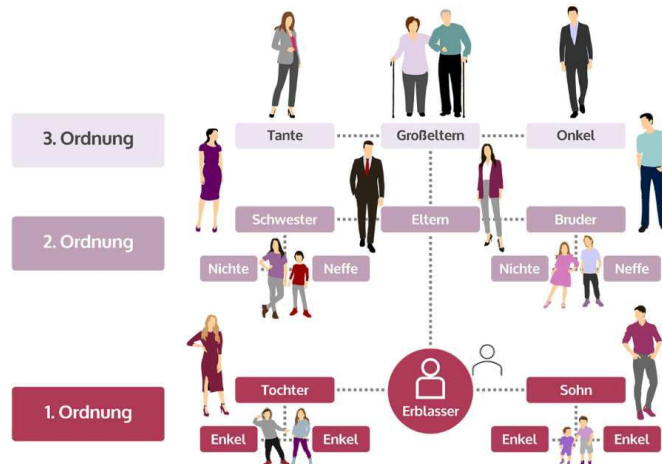 3. Ordnung
Tante
Großeltern
Onkel
2. Ordnung
Schwester
Eltern
Bruder
Nichte
Neffe
Nichte
Neffe
1. Ordnung
Tochter
Erblasser
Sohn
Enkel
Enkel
Enkel
Enkel